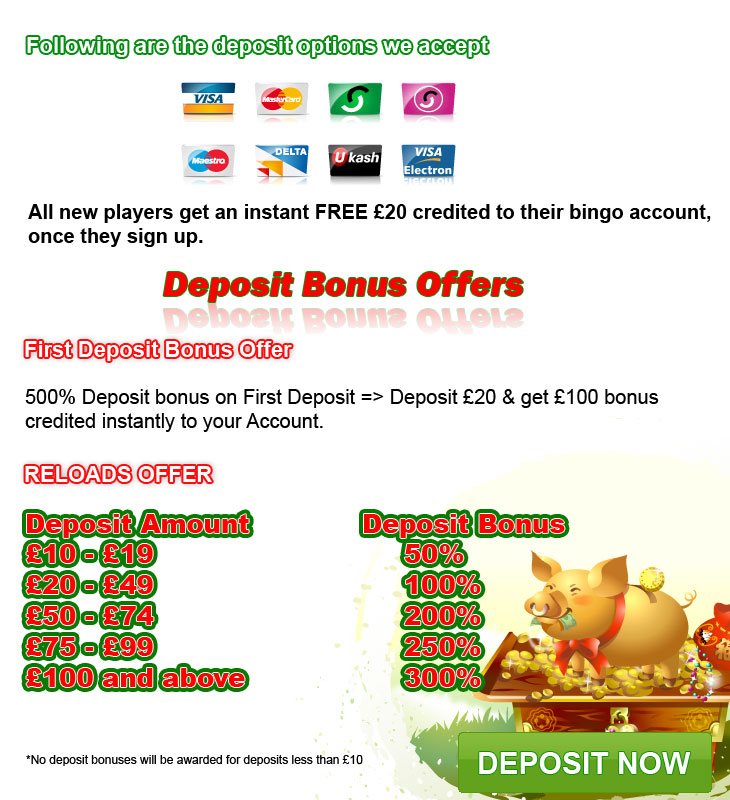 Following are the deposit options we accept
VISA MasterCard S S
Maestro DELTA Ukash VISA Electron
All new players get an instant FREE £20 credited to their bingo account,
once they sign up.
Deposit Bonus Offers
First Deposit Bonus Offer
500% Deposit bonus on First Deposit => Deposit £20 & get £100 bonus
credited instantly to your Account.
RELOADS OFFER
Deposit Amount Deposit Bonus
£10 - £19 50%
£20 - £49 100%
£50 - £74 200%
£75 - £99 250%
£100 and above 300%
*No deposit bonuses will be awarded for deposits less than £10
DEPOSIT NOW